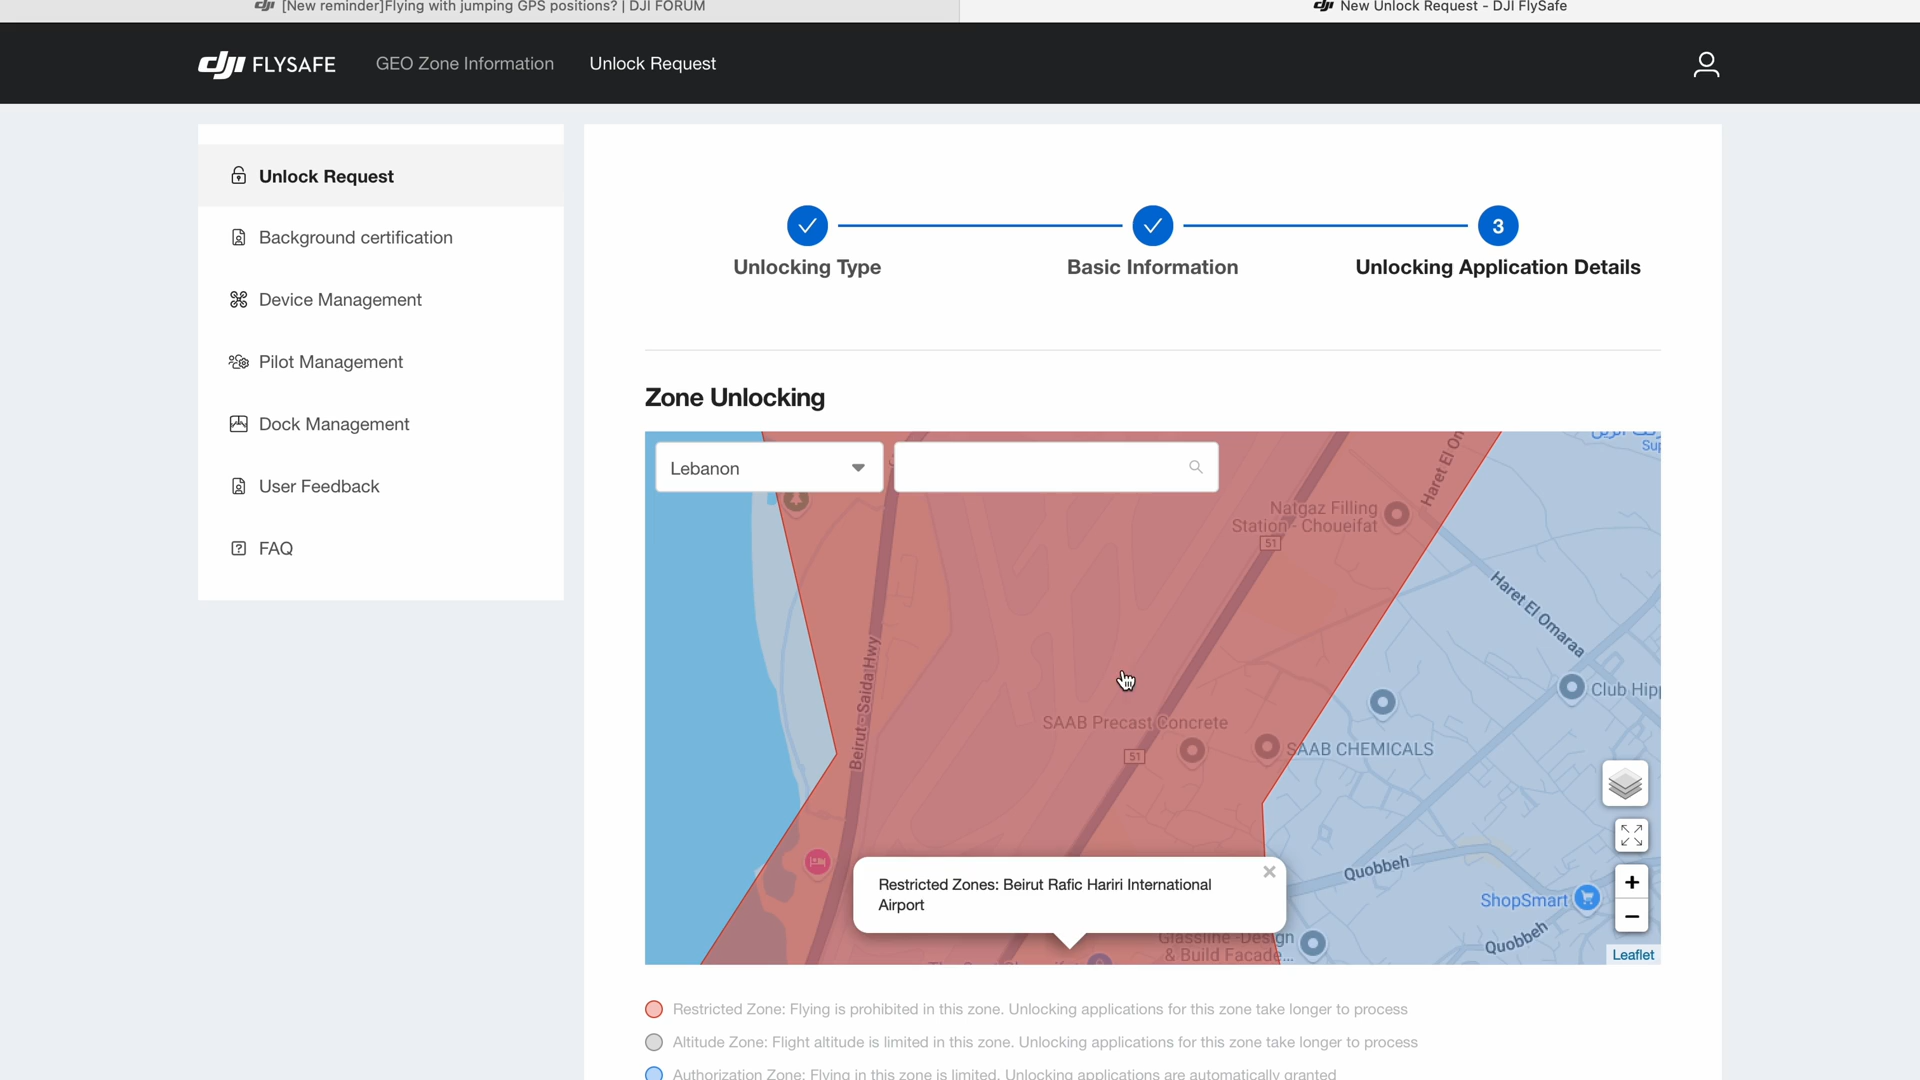 [New reminder]Flying with jumping GPS positions? | DJI FORUM
New Unlock Request - DJI FlySafe
dji FLYSAFE
GEO Zone Information
Unlock Request
Unlock Request
Background certification
Device Management
Pilot Management
Dock Management
User Feedback
FAQ
3
Unlocking Type
Basic Information
Unlocking Application Details
Zone Unlocking
Lebanon
Sup
Haret El Om
Natgaz Filling
Station - Choueifat
51
Haret El Omaraa
Beirut Saida Hwy
Club Hipp
SAAB Precast Concrete
51
SAAB CHEMICALS
Restricted Zones: Beirut Rafic Hariri International
Airport
Quobbeh
ShopSmart
+
−
Quobbeh
Glassline -Design
& Build Facade...
Leaflet
Restricted Zone: Flying is prohibited in this zone. Unlocking applications for this zone take longer to process
Altitude Zone: Flight altitude is limited in this zone. Unlocking applications for this zone take longer to process
Authorization Zone: Flying in this zone is limited. Unlocking applications are automatically granted